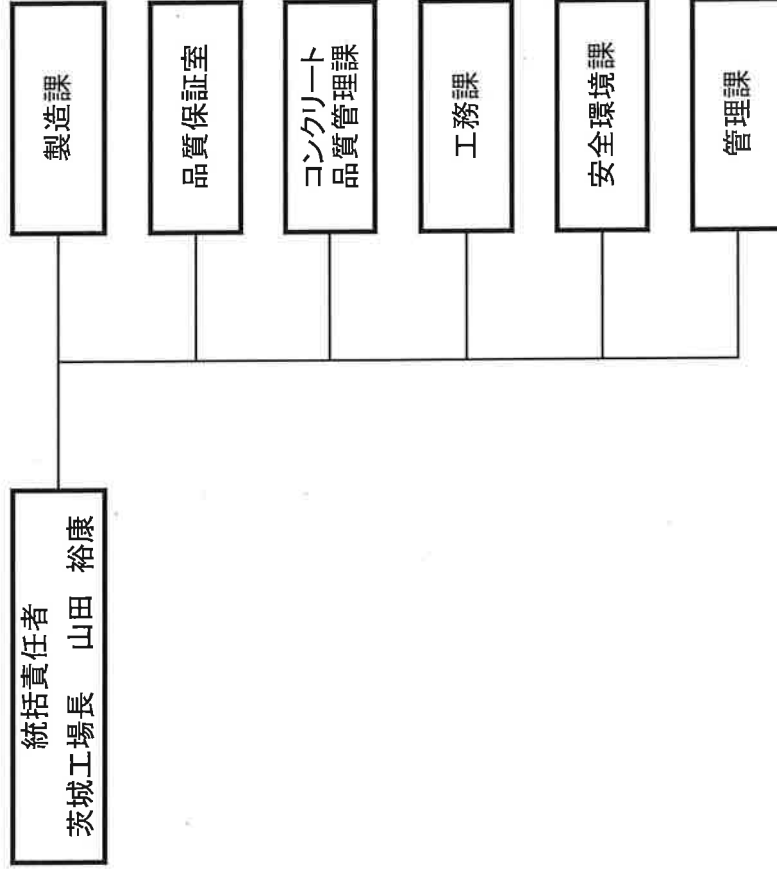 統括責任者
茨城工場長 山田 裕康
製造課
品質保証室
コンクリート
品質管理課
工務課
安全環境課
管理課